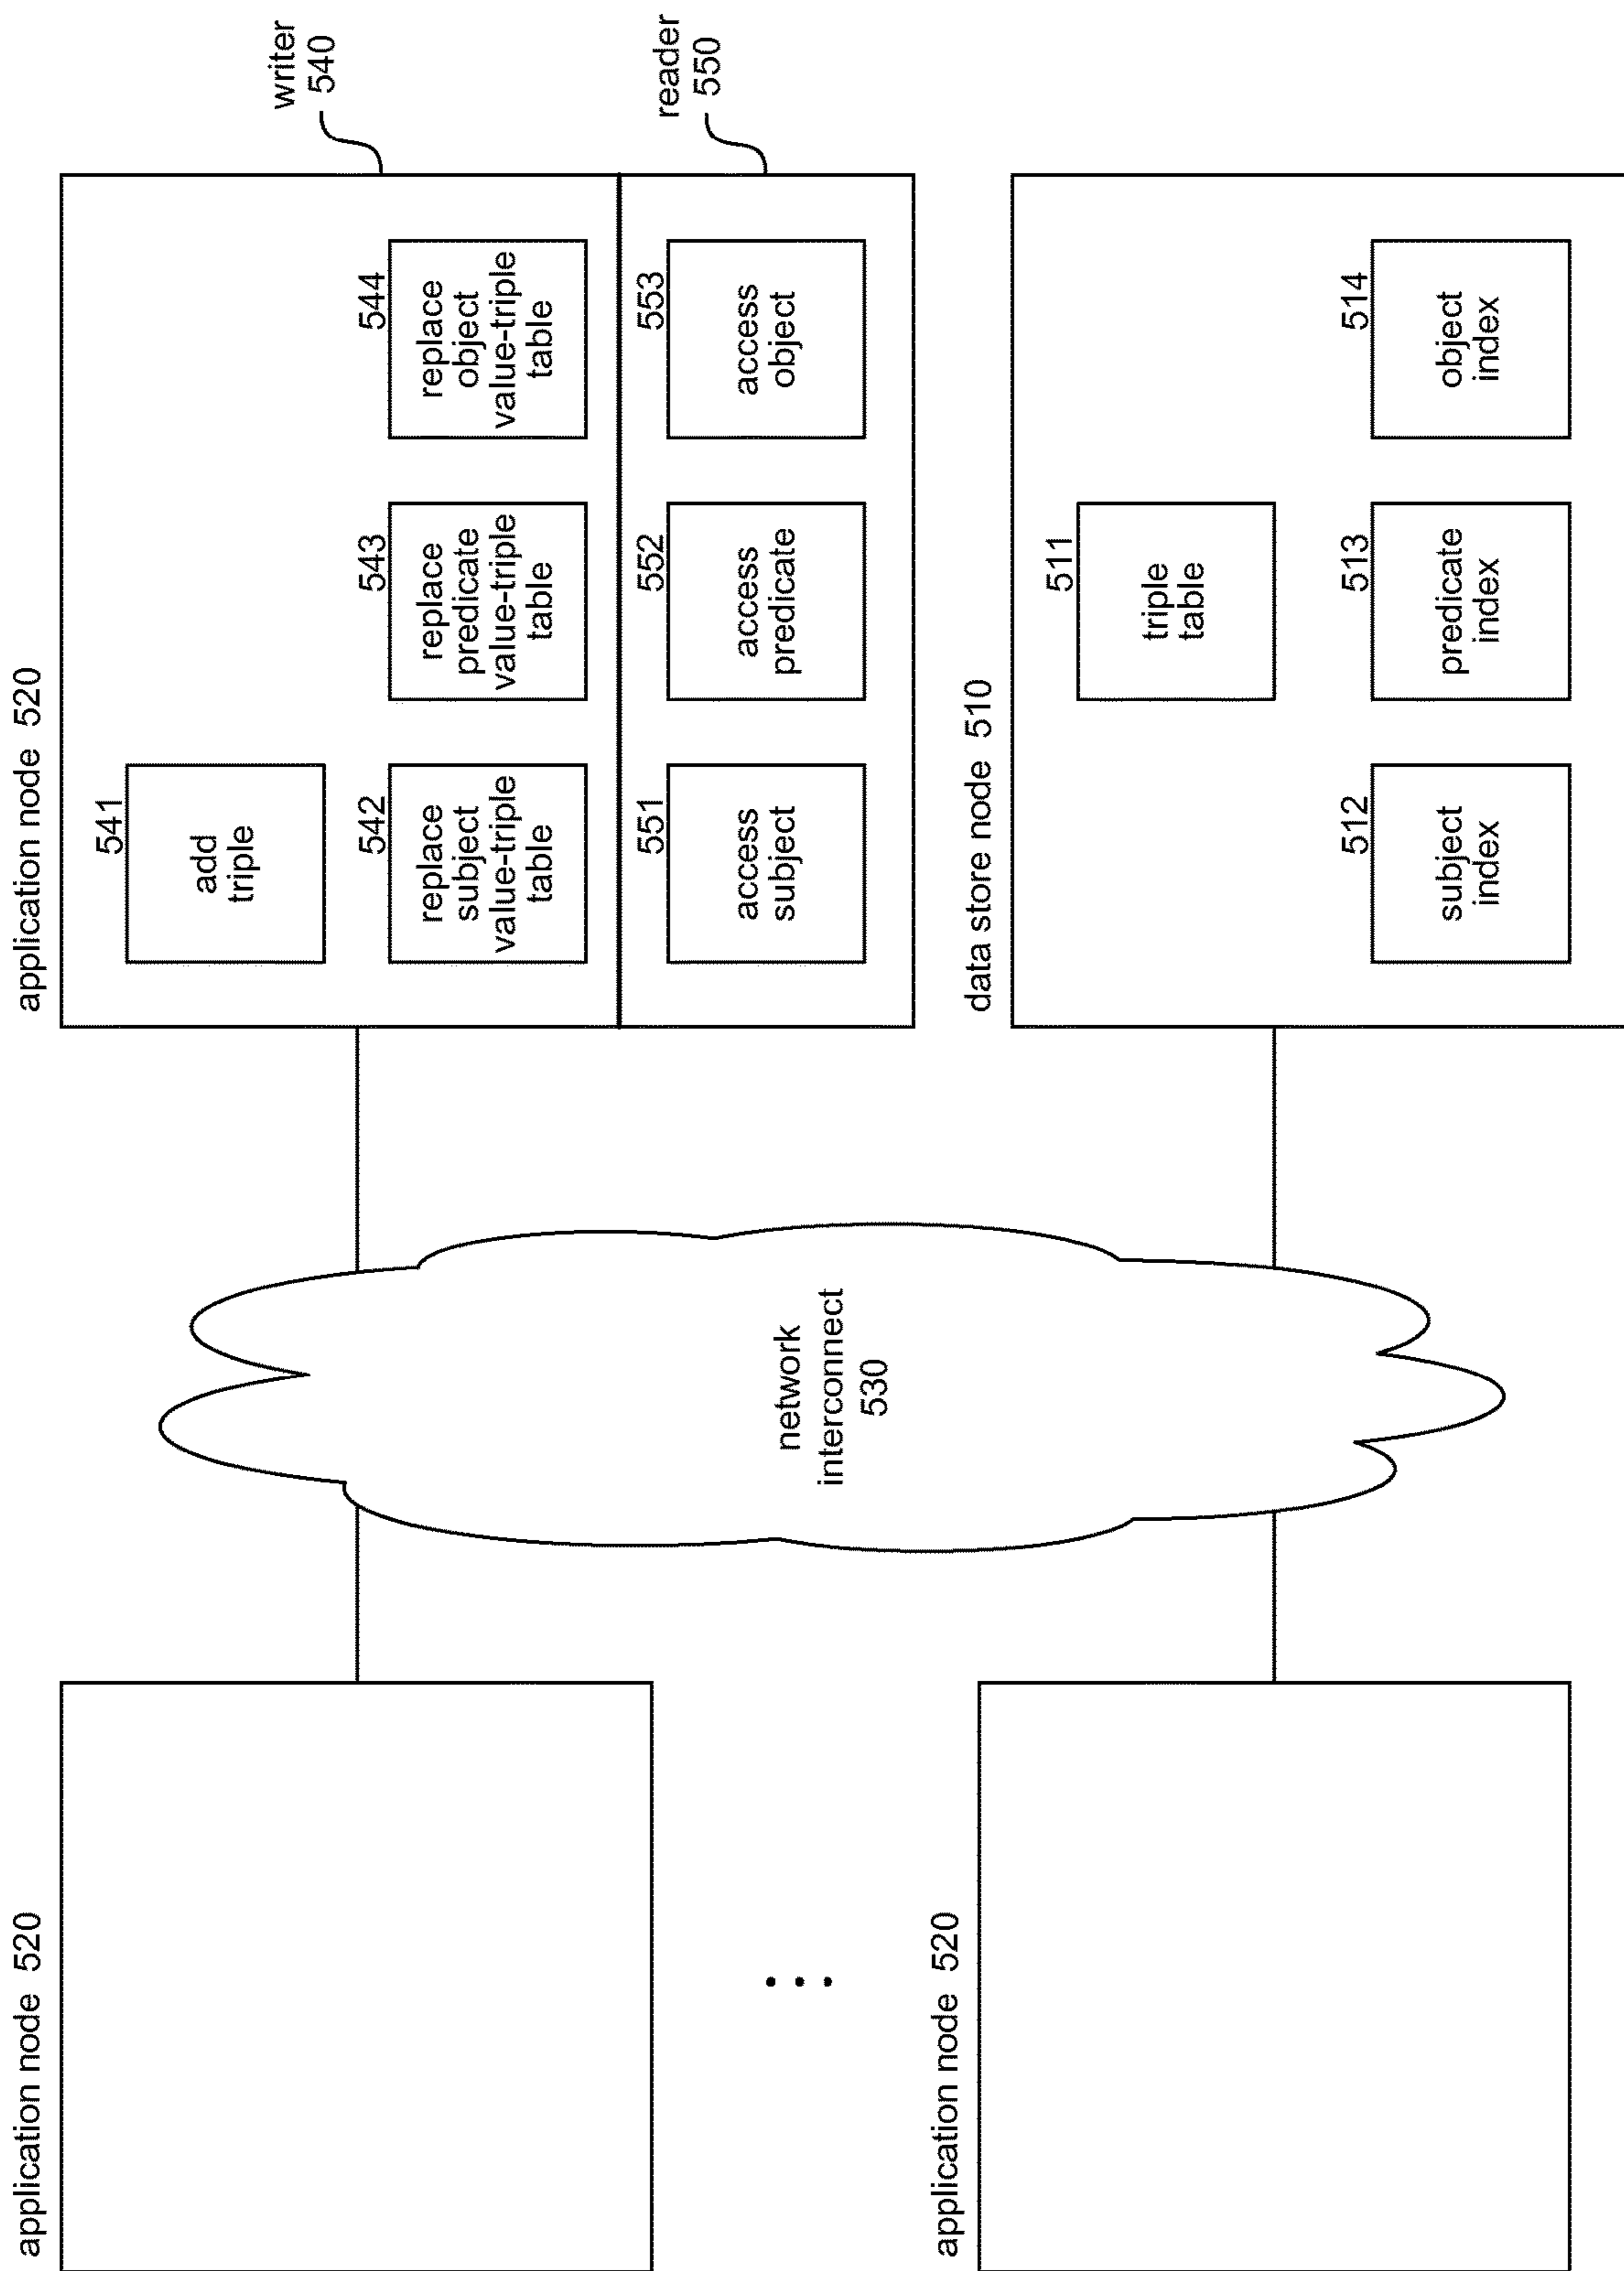 application node 520
application node 520
writer
540
541
add
triple
542
replace
subject
value-triple
table
543
replace
predicate
value-triple
table
544
replace
object
value-triple
table
reader
550
551
access
subject
552
access
predicate
553
access
object
network
interconnect
530
...
application node 520
data store node 510
511
triple
table
512
subject
index
513
predicate
index
514
object
index